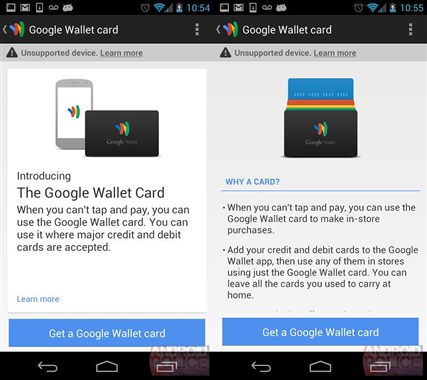 10:54
Google Wallet card
Unsupported device. Learn more
Google Wallet
Introducing
The Google Wallet Card
When you can't tap and pay, you can
use the Google Wallet card. You can
use it where major credit and debit
cards are accepted.
Learn more
Get a Google Wallet card
10:55
Google Wallet card
Unsupported device. Learn more
Google Wallet
WHY A CARD?
• When you can't tap and pay, you can use the
Google Wallet card to make in-store
purchases.
• Add your credit and debit cards to the Google
Wallet app, then use any of them in stores
using just the Google Wallet card. You can
leave all the cards you used to carry at
home.
Get a Google Wallet card
ANDROID
POLICE